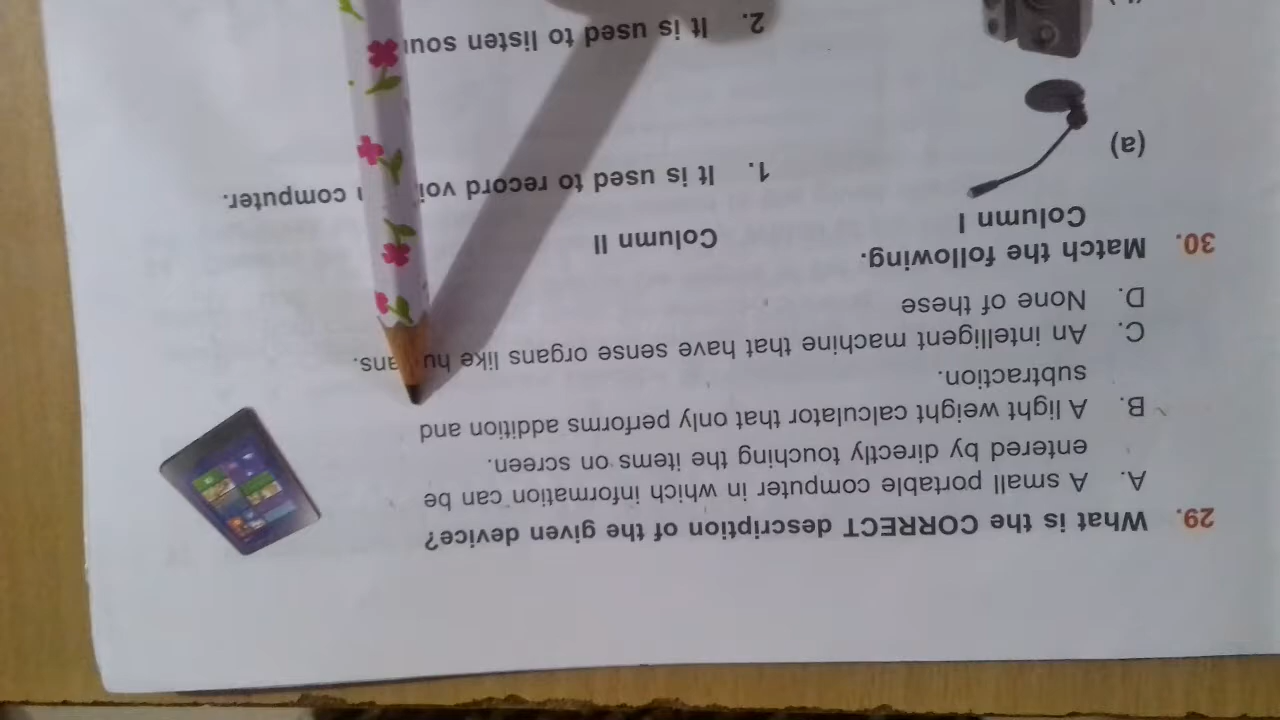 29. What is the CORRECT description of the given device?
A. A small portable computer in which information can be
entered by directly touching the items on screen.
B. A light weight calculator that only performs addition and
subtraction.
C. An intelligent machine that have sense organs like
D. None of these
30. Match the following.
Column I Column II
(a) 1. It is used to record computer.
2. It is used to listen